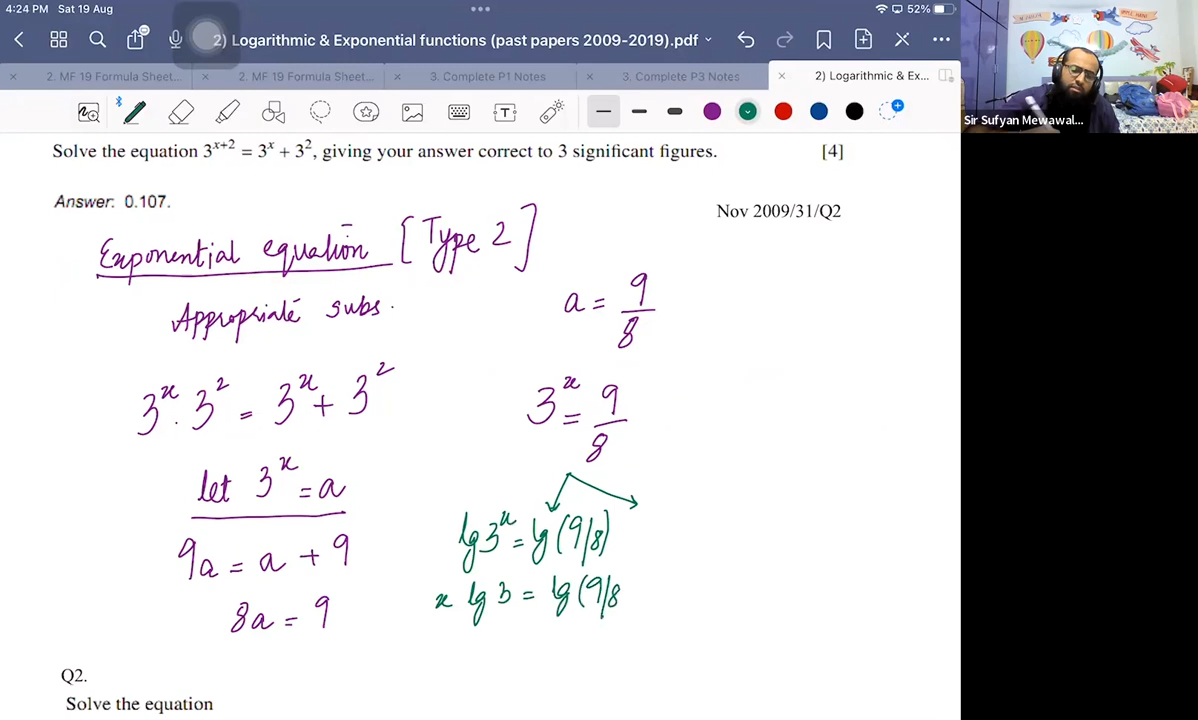 4:24 PM Sat 19 Aug
52%
2) Logarithmic & Exponential functions (past papers 2009-2019).pdf
2. MF 19 Formula Sheet...
2. MF 19 Formula Sheet...
3. Complete P1 Notes
3. Complete P3 Notes
2) Logarithmic & Ex...
Sir Sufyan Mewawal...
Solve the equation 3^{x+2} = 3^x + 3^2, giving your answer correct to 3 significant figures. [4]
Answer: 0.107.
Nov 2009/31/Q2
Exponential equation [Type 2]
Appropriate subs.
3^x . 3^2 = 3^x + 3^2
let 3^x = a
9a = a + 9
8a = 9
a = 9/8
3^x = 9/8
lg 3^x = lg (9/8)
x lg 3 = lg (9/8
Q2.
Solve the equation